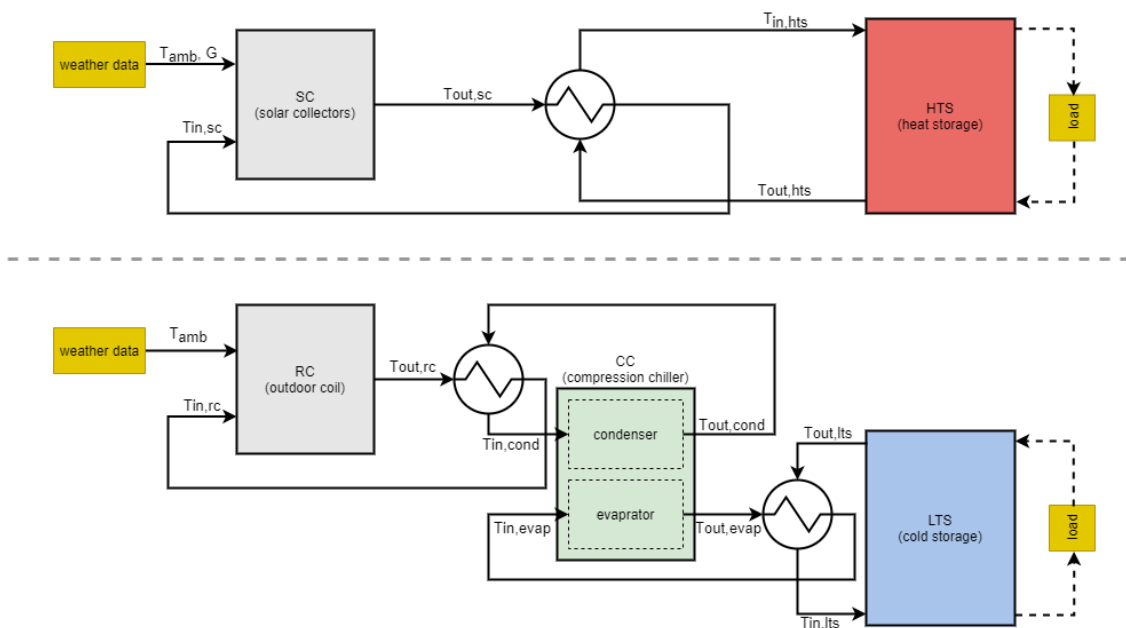 weather data
T_amb, G
SC
(solar collectors)
Tin,sc
Tout,sc
Tin,hts
Tout,hts
HTS
(heat storage)
load
weather data
T_amb
RC
(outdoor coil)
Tin,rc
Tout,rc
CC
(compression chiller)
condenser
Tin,cond
Tout,cond
evaprator
Tin,evap
Tout,evap
Tout,lts
Tin,lts
LTS
(cold storage)
load